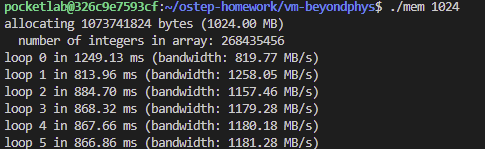 pocketlab@326c9e7593cf:~/ostep-homework/vm-beyondphys$ ./mem 1024
allocating 1073741824 bytes (1024.00 MB)
  number of integers in array: 268435456
loop 0 in 1249.13 ms (bandwidth: 819.77 MB/s)
loop 1 in 813.96 ms (bandwidth: 1258.05 MB/s)
loop 2 in 884.70 ms (bandwidth: 1157.46 MB/s)
loop 3 in 868.32 ms (bandwidth: 1179.28 MB/s)
loop 4 in 867.66 ms (bandwidth: 1180.18 MB/s)
loop 5 in 866.86 ms (bandwidth: 1181.28 MB/s)